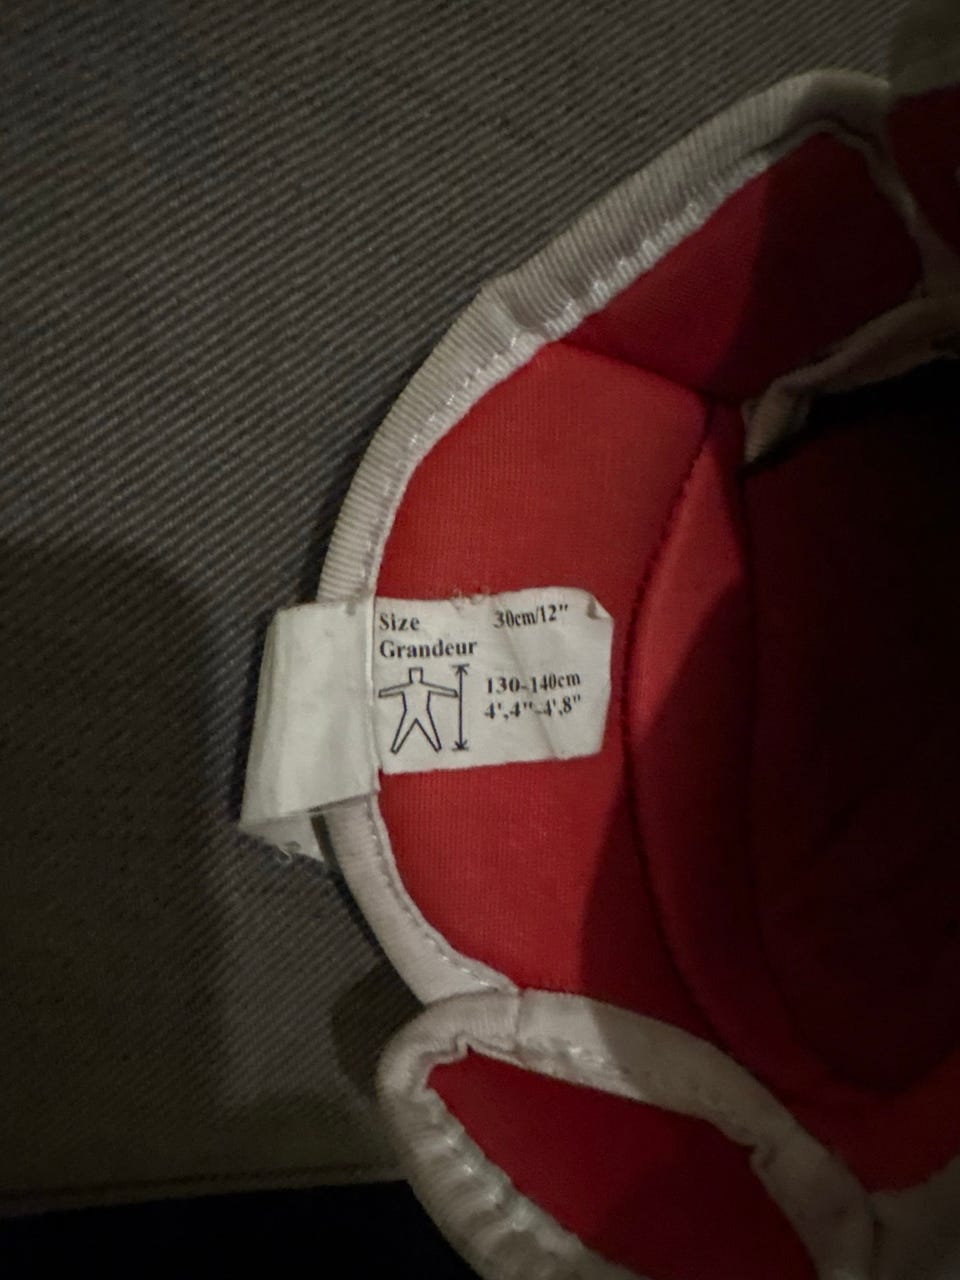 Size 30cm/12"
Grandeur
130-140cm
4',4"-4',8"